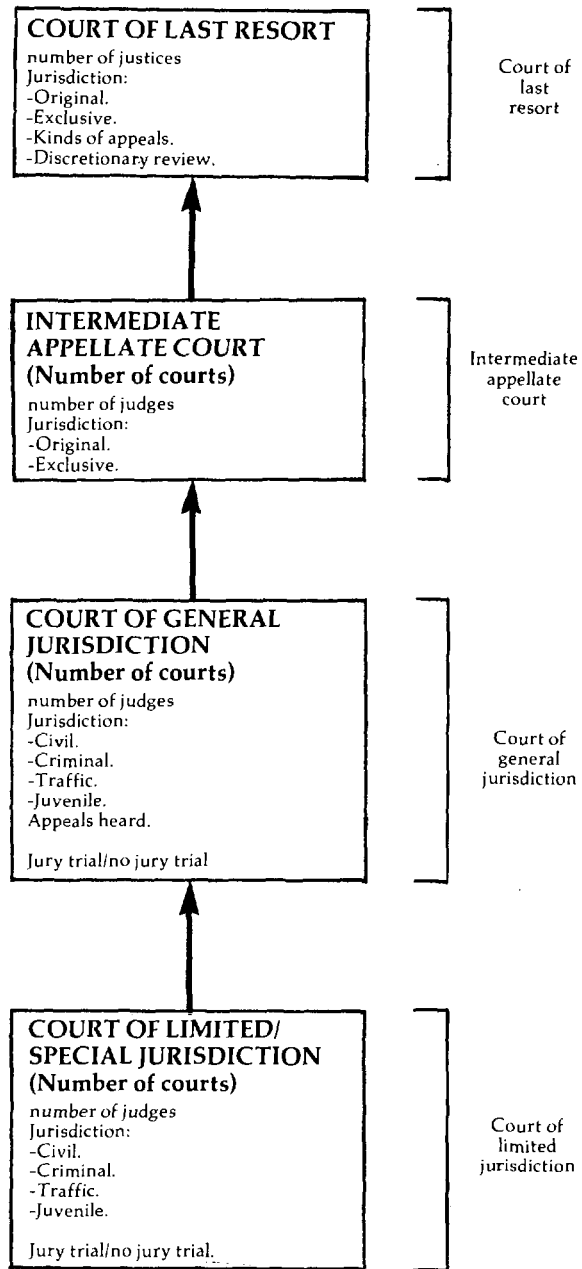 COURT OF LAST RESORT
number of justices
Jurisdiction:
-Original.
-Exclusive.
-Kinds of appeals.
-Discretionary review.
Court of
last
resort
INTERMEDIATE
APPELLATE COURT
(Number of courts)
number of judges
Jurisdiction:
-Original.
-Exclusive.
Intermediate
appellate
court
COURT OF GENERAL
JURISDICTION
(Number of courts)
number of judges
Jurisdiction:
-Civil.
-Criminal.
-Traffic.
-Juvenile.
Appeals heard.
Jury trial/no jury trial
Court of
general
jurisdiction
COURT OF LIMITED/
SPECIAL JURISDICTION
(Number of courts)
number of judges
Jurisdiction:
-Civil.
-Criminal.
-Traffic.
-Juvenile.
Jury trial/no jury trial.
Court of
limited
jurisdiction